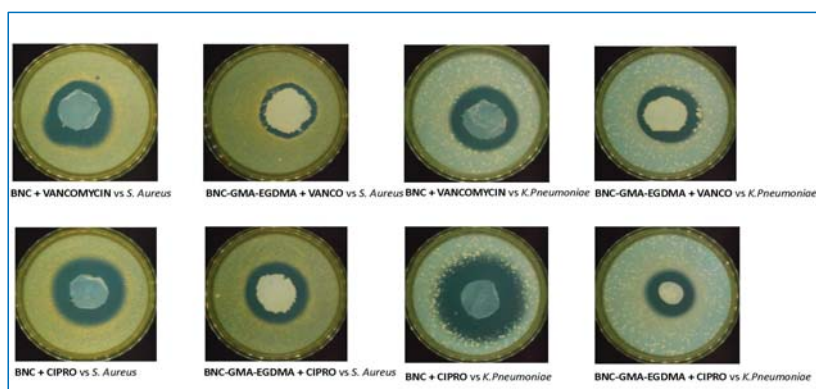 BNC + VANCOMYCIN vs S. Aureus
BNC-GMA-EGDMA + VANCO vs S. Aureus
BNC + VANCOMYCIN vs K.Pneumoniae
BNC-GMA-EGDMA + VANCO vs K.Pneumoniae
BNC + CIPRO vs S. Aureus
BNC-GMA-EGDMA + CIPRO vs S. Aureus
BNC + CIPRO vs K.Pneumoniae
BNC-GMA-EGDMA + CIPRO vs K.Pneumoniae